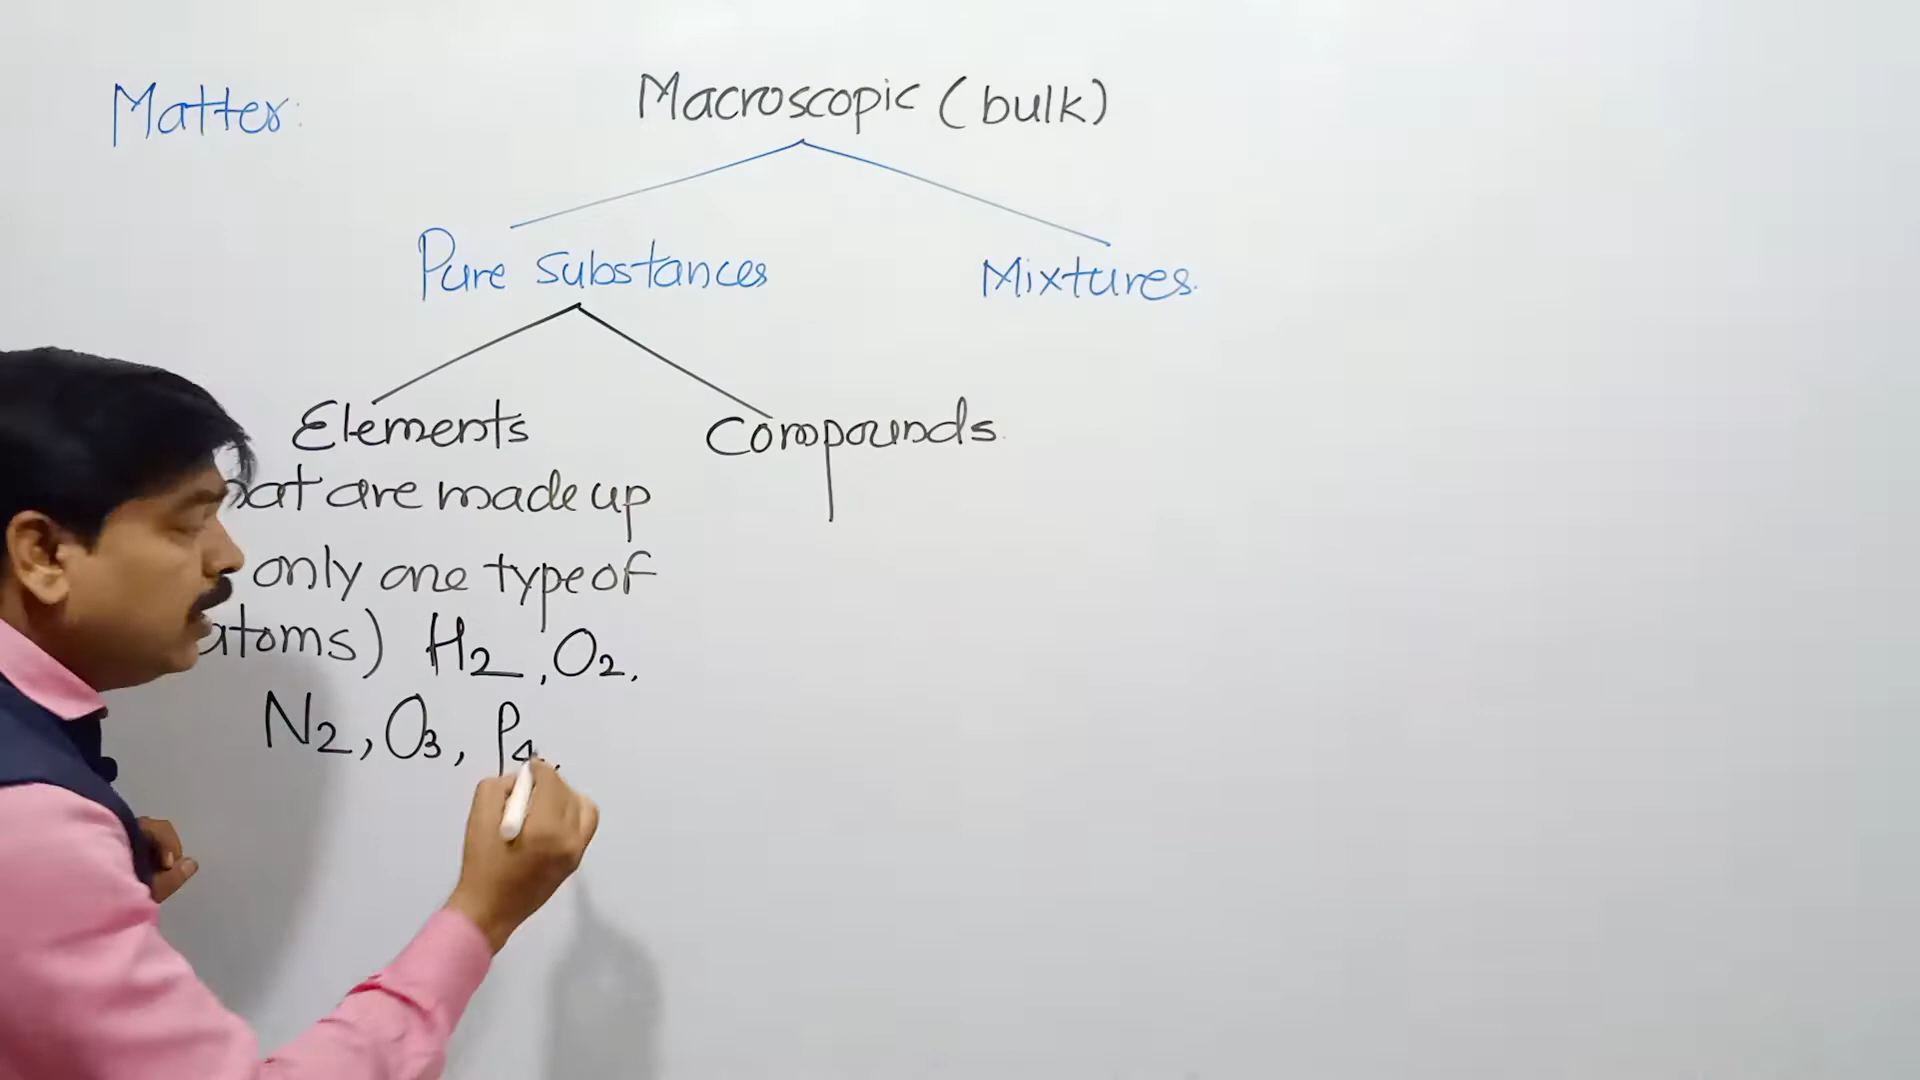 Matter:
Macroscopic (bulk)
Pure substances
Mixtures.
Elements
Compounds.
are made up
only one type of
atoms) H2, O2,
N2, O3, P4,